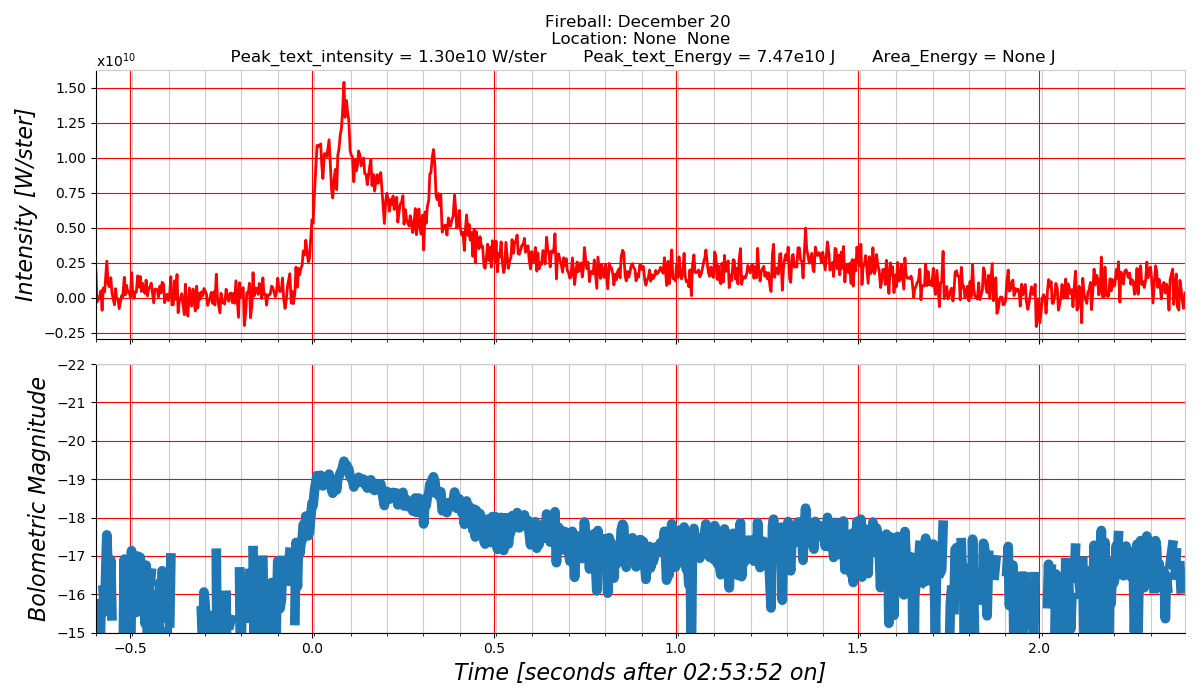 Fireball: December 20
Location: None  None
Peak_text_intensity = 1.30e10 W/ster       Peak_text_Energy = 7.47e10 J       Area_Energy = None J
x10¹⁰
1.50
1.25
1.00
0.75
0.50
0.25
0.00
−0.25
Intensity [W/ster]
−22
−21
−20
−19
−18
−17
−16
−15
Bolometric Magnitude
−0.5 0.0 0.5 1.0 1.5 2.0
Time [seconds after 02:53:52 on]